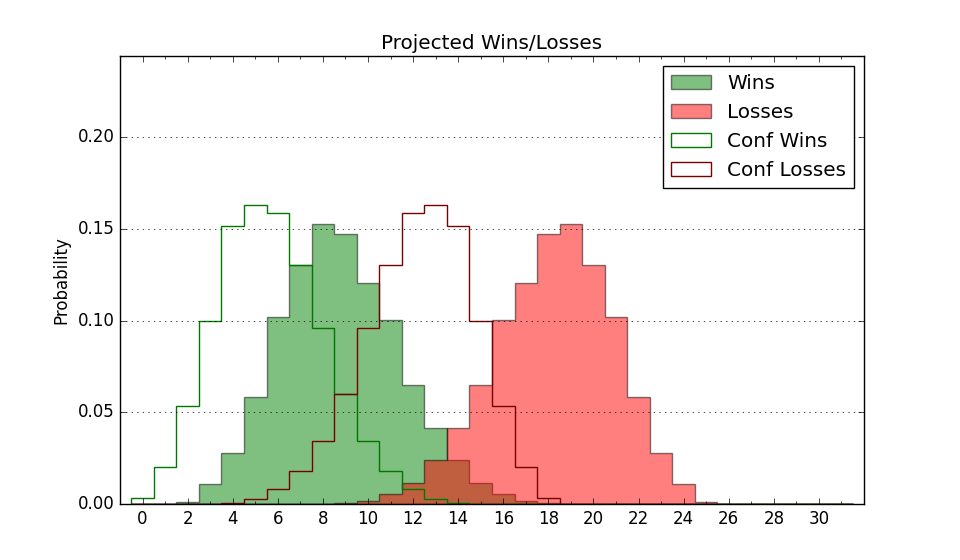 Projected Wins/Losses
Wins
Losses
Conf Wins
Conf Losses
Probability
0.20
0.15
0.10
0.05
0.00
0 2 4 6 8 10 12 14 16 18 20 22 24 26 28 30